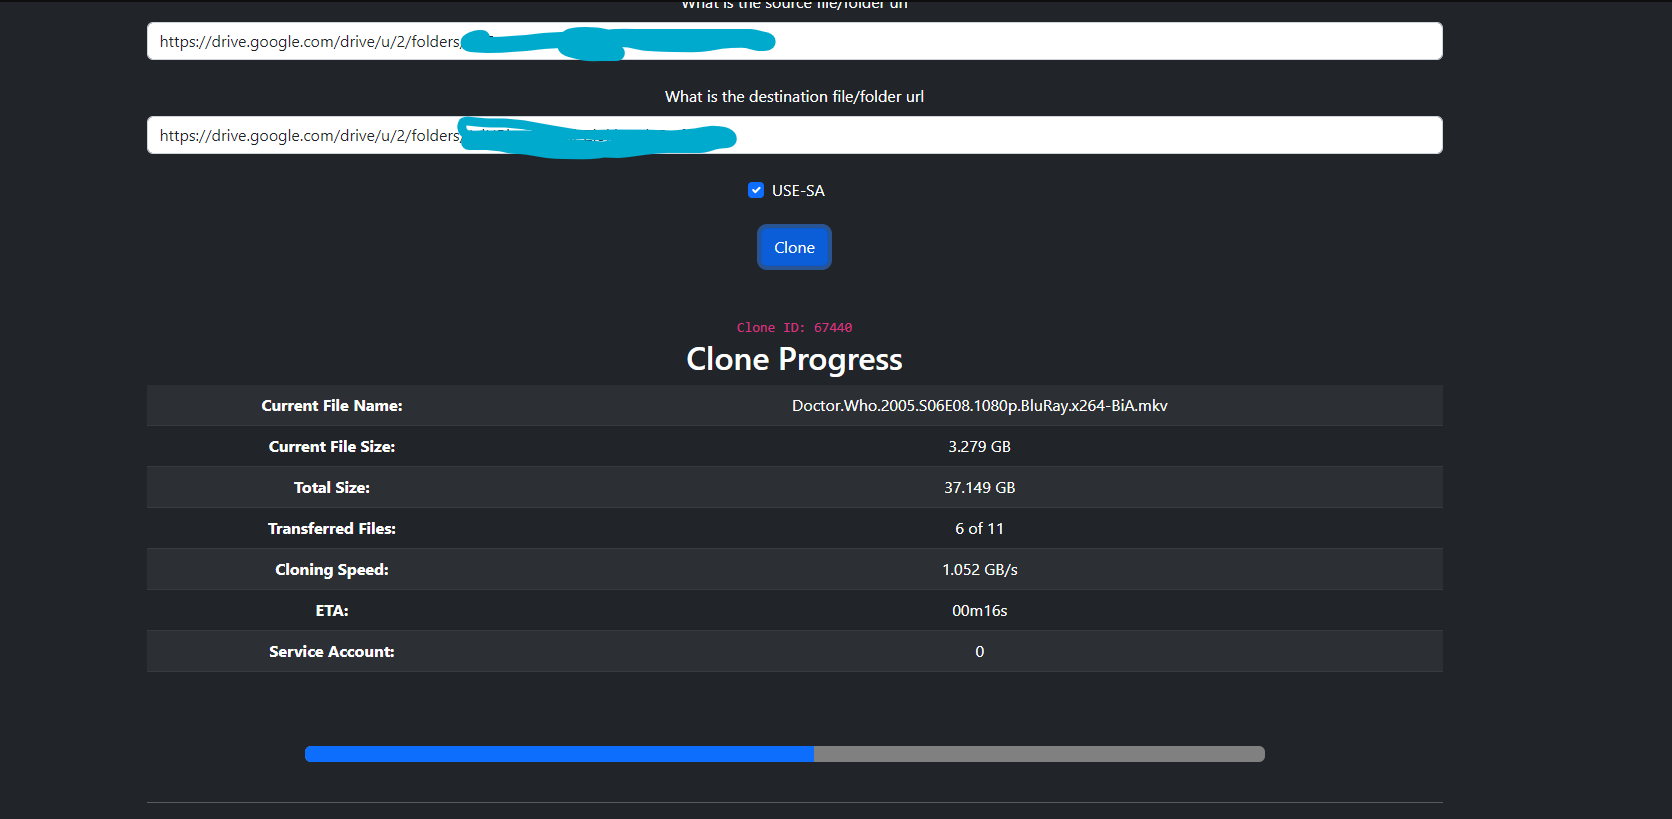 What is the source file/folder url
https://drive.google.com/drive/u/2/folders/
What is the destination file/folder url
https://drive.google.com/drive/u/2/folders/
USE-SA
Clone
Clone ID: 67440
Clone Progress
Current File Name: Doctor.Who.2005.S06E08.1080p.BluRay.x264-BiA.mkv
Current File Size: 3.279 GB
Total Size: 37.149 GB
Transferred Files: 6 of 11
Cloning Speed: 1.052 GB/s
ETA: 00m16s
Service Account: 0